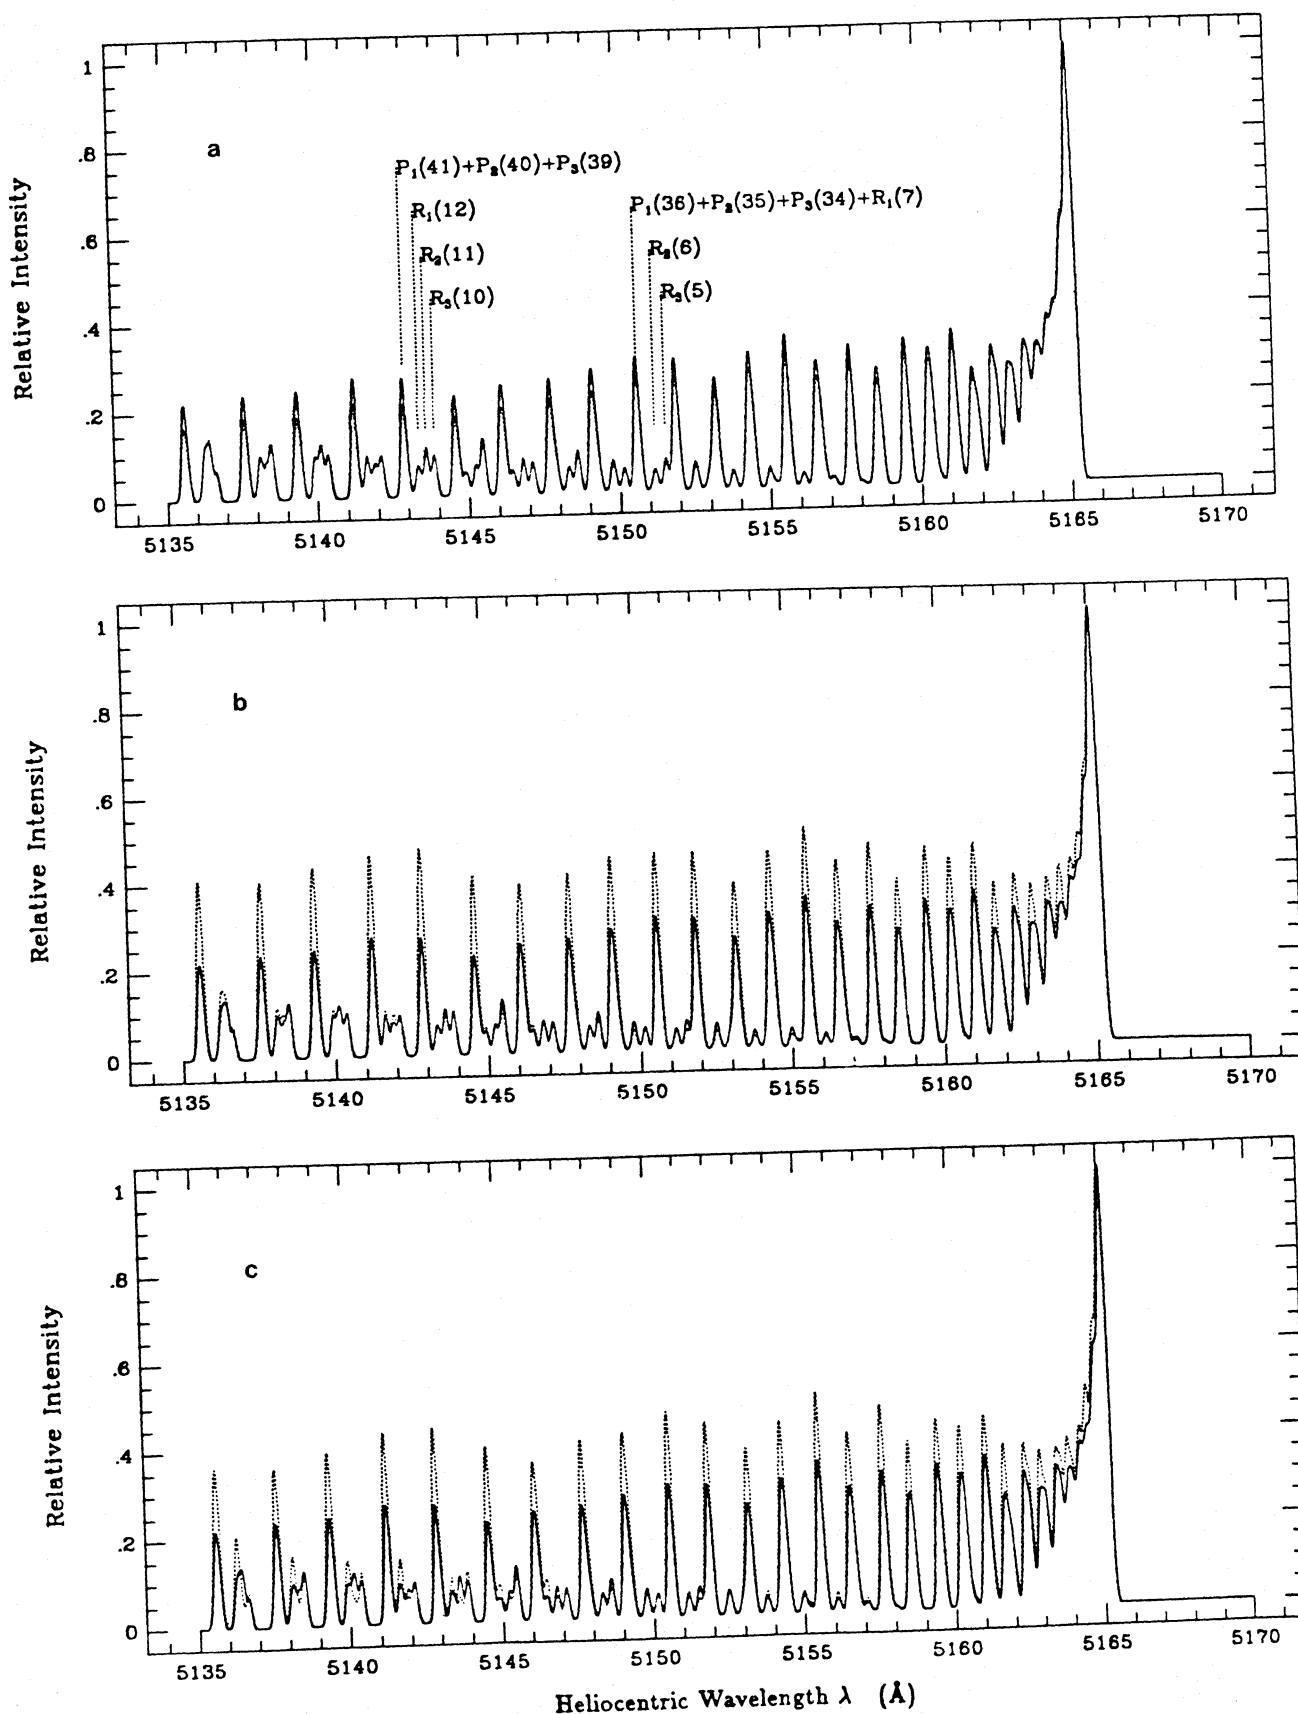 1
.8
.6
.4
.2
0
Relative Intensity
a
P₁(41)+P₂(40)+P₃(39)
R₁(12)
R₂(11)
R₃(10)
P₁(36)+P₂(35)+P₃(34)+R₁(7)
R₂(6)
R₃(5)
5135 5140 5145 5150 5155 5160 5165 5170
1
.8
.6
.4
.2
0
Relative Intensity
b
5135 5140 5145 5150 5155 5160 5165 5170
1
.8
.6
.4
.2
0
Relative Intensity
c
5135 5140 5145 5150 5155 5160 5165 5170
Heliocentric Wavelength λ (Å)